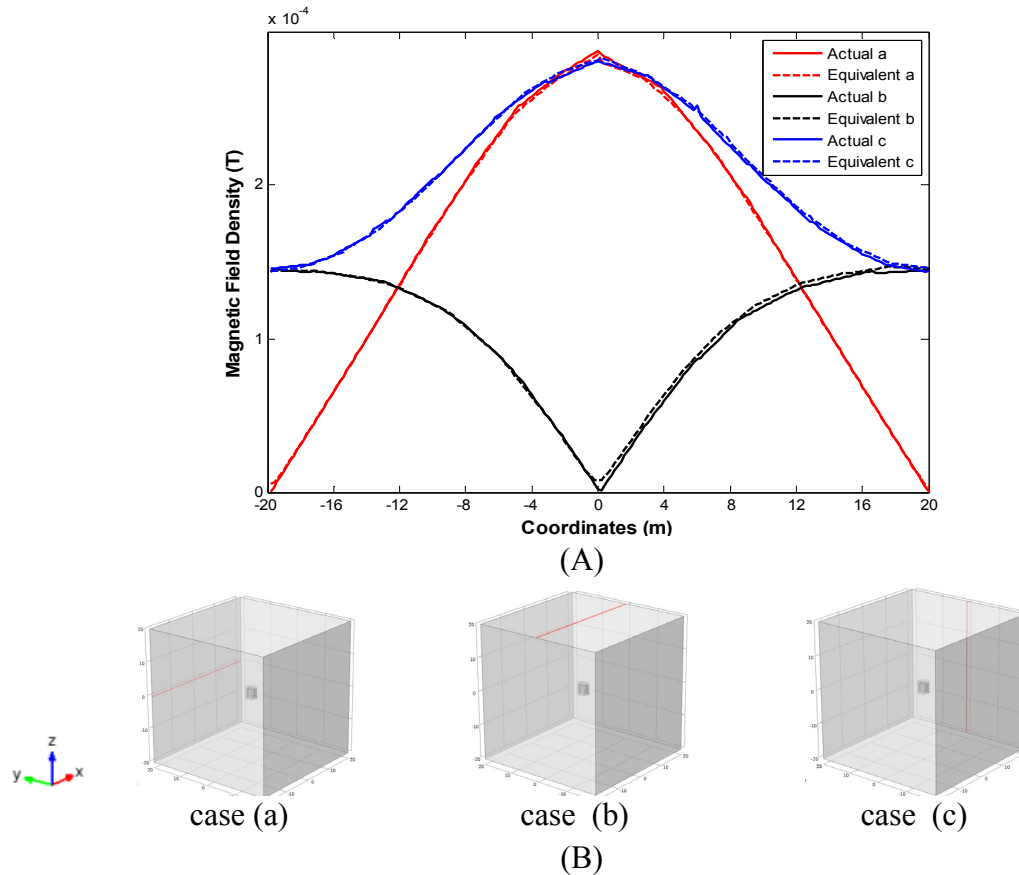 x 10⁻⁴
Actual a
Equivalent a
Actual b
Equivalent b
Actual c
Equivalent c
Magnetic Field Density (T)
2
1
0
-20 -16 -12 -8 -4 0 4 8 12 16 20
Coordinates (m)
(A)
z
y x
case (a) case (b) case (c)
(B)